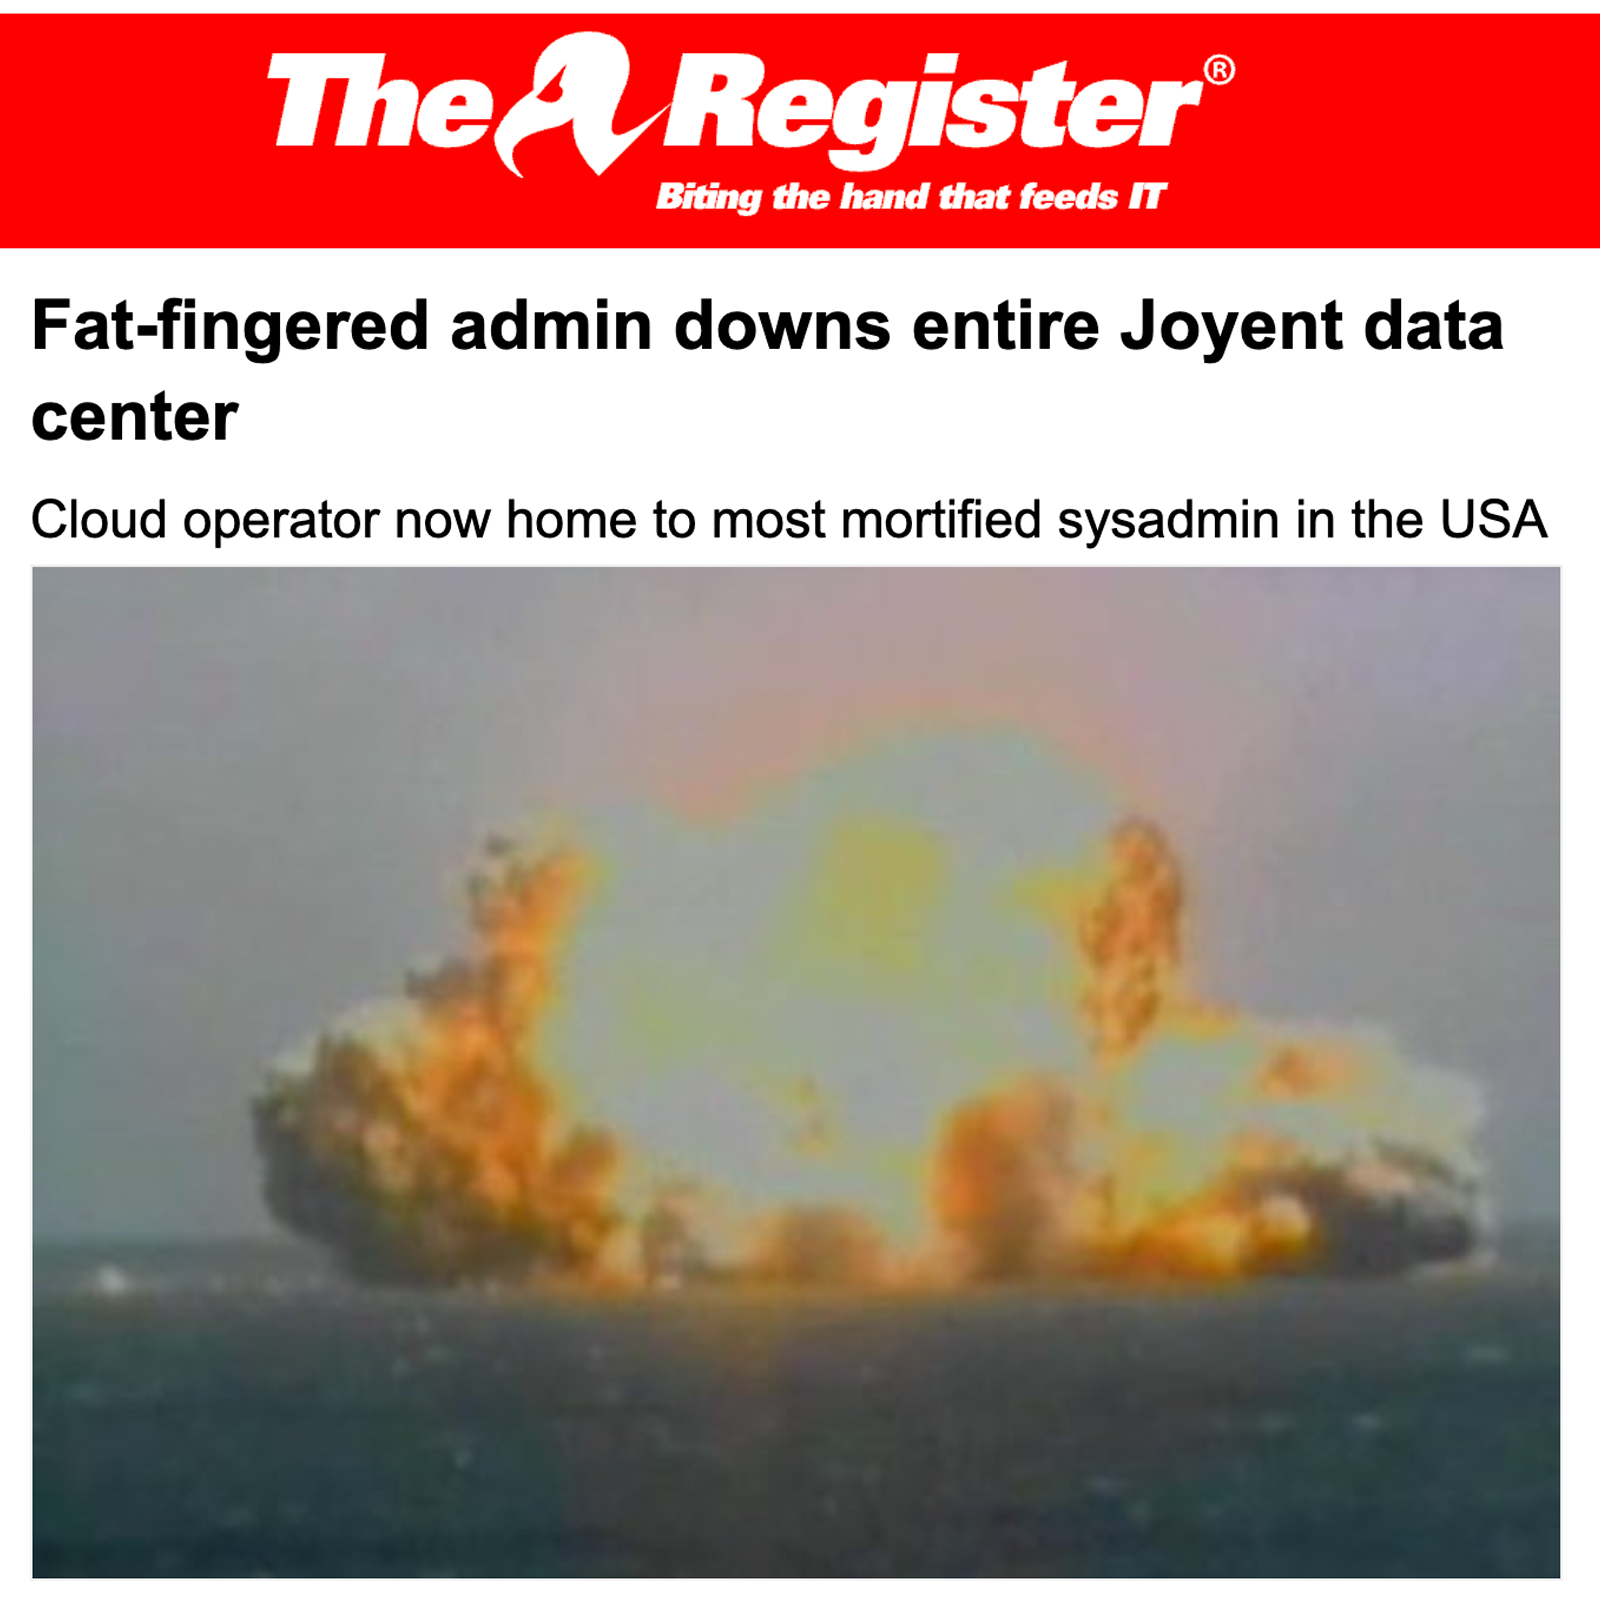 The Register®
Biting the hand that feeds IT
Fat-fingered admin downs entire Joyent data
center
Cloud operator now home to most mortified sysadmin in the USA